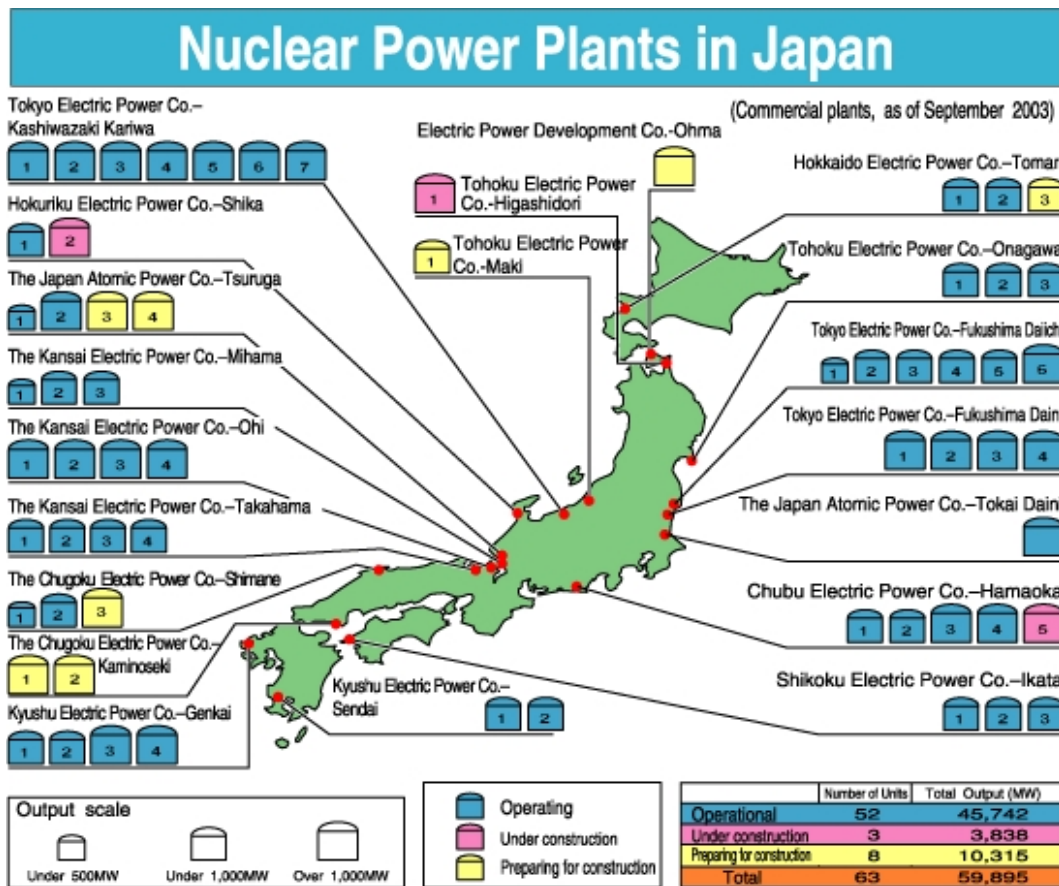 Nuclear Power Plants in Japan
(Commercial plants, as of September 2003)
Tokyo Electric Power Co.–
Kashiwazaki Kariwa
1 2 3 4 5 6 7
Hokuriku Electric Power Co.–Shika
1 2
The Japan Atomic Power Co.–Tsuruga
1 2 3 4
The Kansai Electric Power Co.–Mihama
1 2 3
The Kansai Electric Power Co.–Ohi
1 2 3 4
The Kansai Electric Power Co.–Takahama
1 2 3 4
The Chugoku Electric Power Co.–Shimane
1 2 3
The Chugoku Electric Power Co.–
Kaminoseki
1 2
Kyushu Electric Power Co.–Genkai
1 2 3 4
Electric Power Development Co.–Ohma
1 Tohoku Electric Power
Co.-Higashidori
1 Tohoku Electric Power
Co.-Maki
Kyushu Electric Power Co.–
Sendai
1 2
Hokkaido Electric Power Co.–Tomari
1 2 3
Tohoku Electric Power Co.–Onagawa
1 2 3
Tokyo Electric Power Co.–Fukushima Daiich
1 2 3 4 5 6
Tokyo Electric Power Co.–Fukushima Daini
1 2 3 4
The Japan Atomic Power Co.–Tokai Daini
Chubu Electric Power Co.–Hamaoka
1 2 3 4 5
Shikoku Electric Power Co.–Ikata
1 2 3
Output scale
Under 500MW Under 1,000MW Over 1,000MW
Operating
Under construction
Preparing for construction
Number of Units Total Output (MW)
Operational 52 45,742
Under construction 3 3,838
Preparing for construction 8 10,315
Total 63 59,895